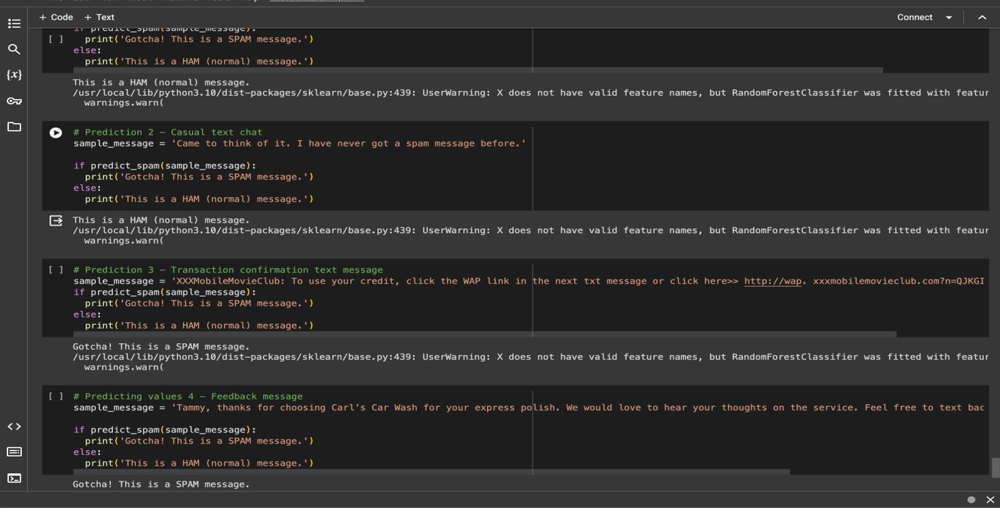 + Code + Text
Connect
if predict_spam(sample_message):
[ ] print('Gotcha! This is a SPAM message.')
else:
print('This is a HAM (normal) message.')
This is a HAM (normal) message.
/usr/local/lib/python3.10/dist-packages/sklearn/base.py:439: UserWarning: X does not have valid feature names, but RandomForestClassifier was fitted with featur
warnings.warn(
{x}
# Prediction 2 – Casual text chat
sample_message = 'Came to think of it. I have never got a spam message before.'
if predict_spam(sample_message):
print('Gotcha! This is a SPAM message.')
else:
print('This is a HAM (normal) message.')
This is a HAM (normal) message.
/usr/local/lib/python3.10/dist-packages/sklearn/base.py:439: UserWarning: X does not have valid feature names, but RandomForestClassifier was fitted with featur
warnings.warn(
[ ] # Prediction 3 – Transaction confirmation text message
sample_message = 'XXXMobileMovieClub: To use your credit, click the WAP link in the next txt message or click here>> http://wap. xxxmobilemovieclub.com?n=QJKGI
if predict_spam(sample_message):
print('Gotcha! This is a SPAM message.')
else:
print('This is a HAM (normal) message.')
Gotcha! This is a SPAM message.
/usr/local/lib/python3.10/dist-packages/sklearn/base.py:439: UserWarning: X does not have valid feature names, but RandomForestClassifier was fitted with featur
warnings.warn(
[ ] # Predicting values 4 – Feedback message
sample_message = 'Tammy, thanks for choosing Carl’s Car Wash for your express polish. We would love to hear your thoughts on the service. Feel free to text bac
if predict_spam(sample_message):
print('Gotcha! This is a SPAM message.')
else:
print('This is a HAM (normal) message.')
Gotcha! This is a SPAM message.